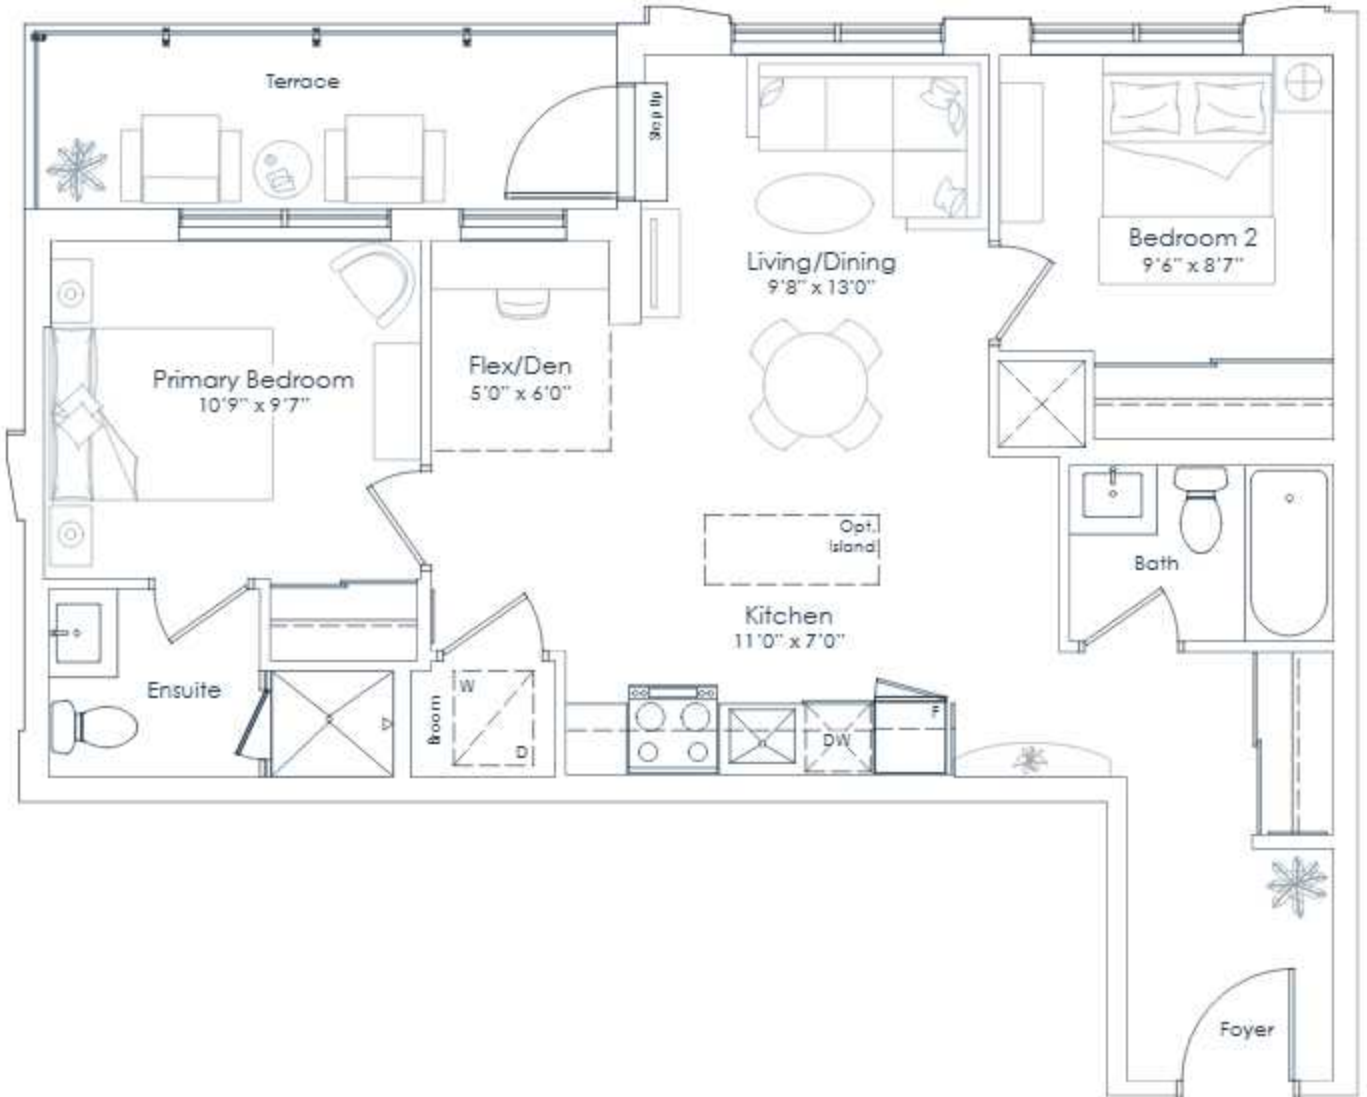 Terrace
Step Up
Living/Dining
9'8" x 13'0"
Bedroom 2
9'6" x 8'7"
Primary Bedroom
10'9" x 9'7"
Flex/Den
5'0" x 6'0"
Opt.
Island
Bath
Kitchen
11'0" x 7'0"
Ensuite
Broom
W
D
DW
F
Foyer